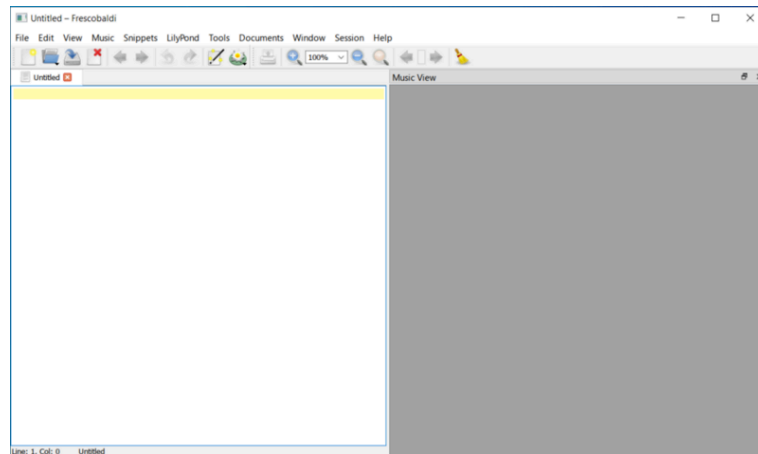 Untitled – Frescobaldi
File Edit View Music Snippets LilyPond Tools Documents Window Session Help
100%
Untitled
Music View
Line: 1, Col: 0 Untitled